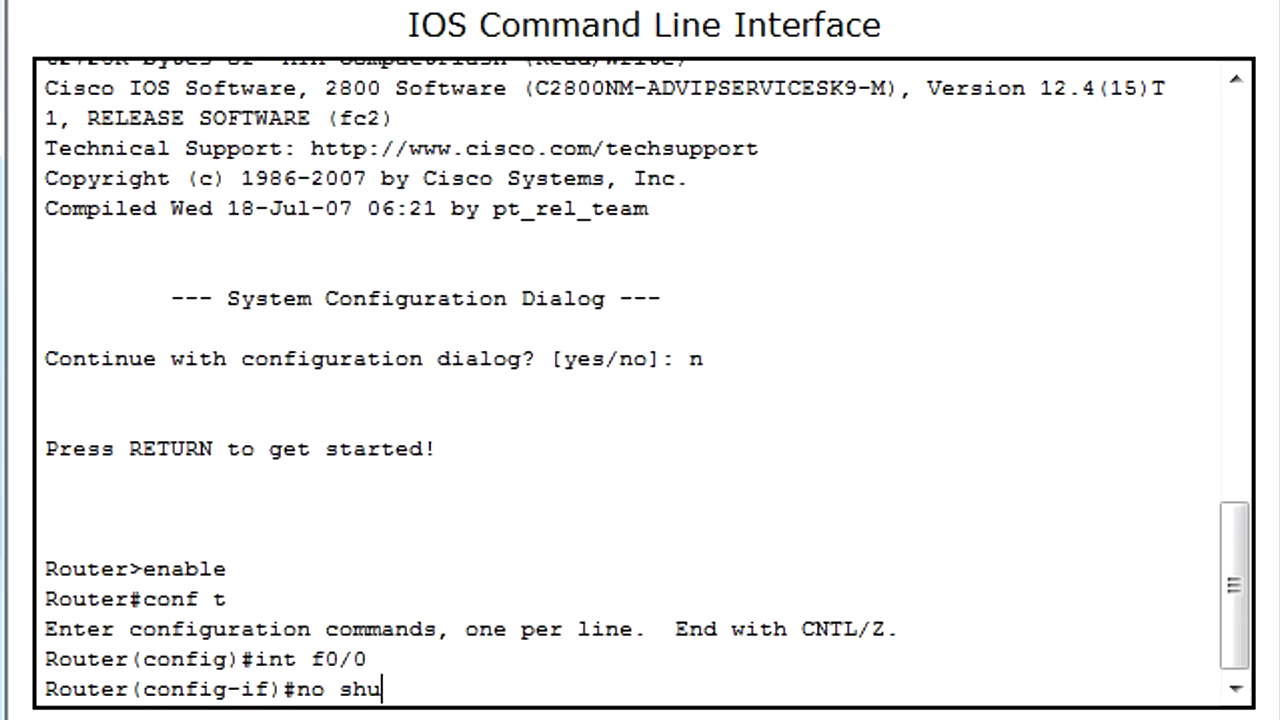 IOS Command Line Interface
Cisco IOS Software, 2800 Software (C2800NM-ADVIPSERVICESK9-M), Version 12.4(15)T
1, RELEASE SOFTWARE (fc2)
Technical Support: http://www.cisco.com/techsupport
Copyright (c) 1986-2007 by Cisco Systems, Inc.
Compiled Wed 18-Jul-07 06:21 by pt_rel_team
--- System Configuration Dialog ---
Continue with configuration dialog? [yes/no]: n
Press RETURN to get started!
Router>enable
Router#conf t
Enter configuration commands, one per line.  End with CNTL/Z.
Router(config)#int f0/0
Router(config-if)#no shu